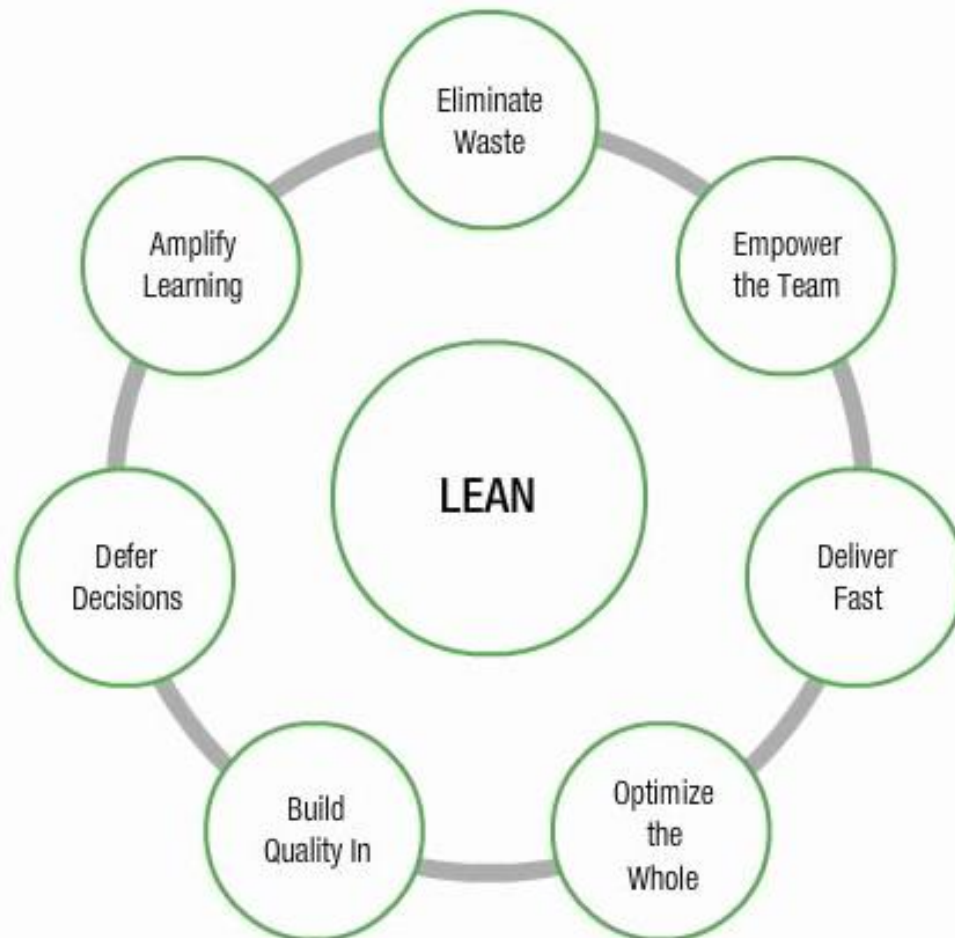 Eliminate
Waste
Empower
the Team
Deliver
Fast
Optimize
the
Whole
Build
Quality In
Defer
Decisions
Amplify
Learning
LEAN